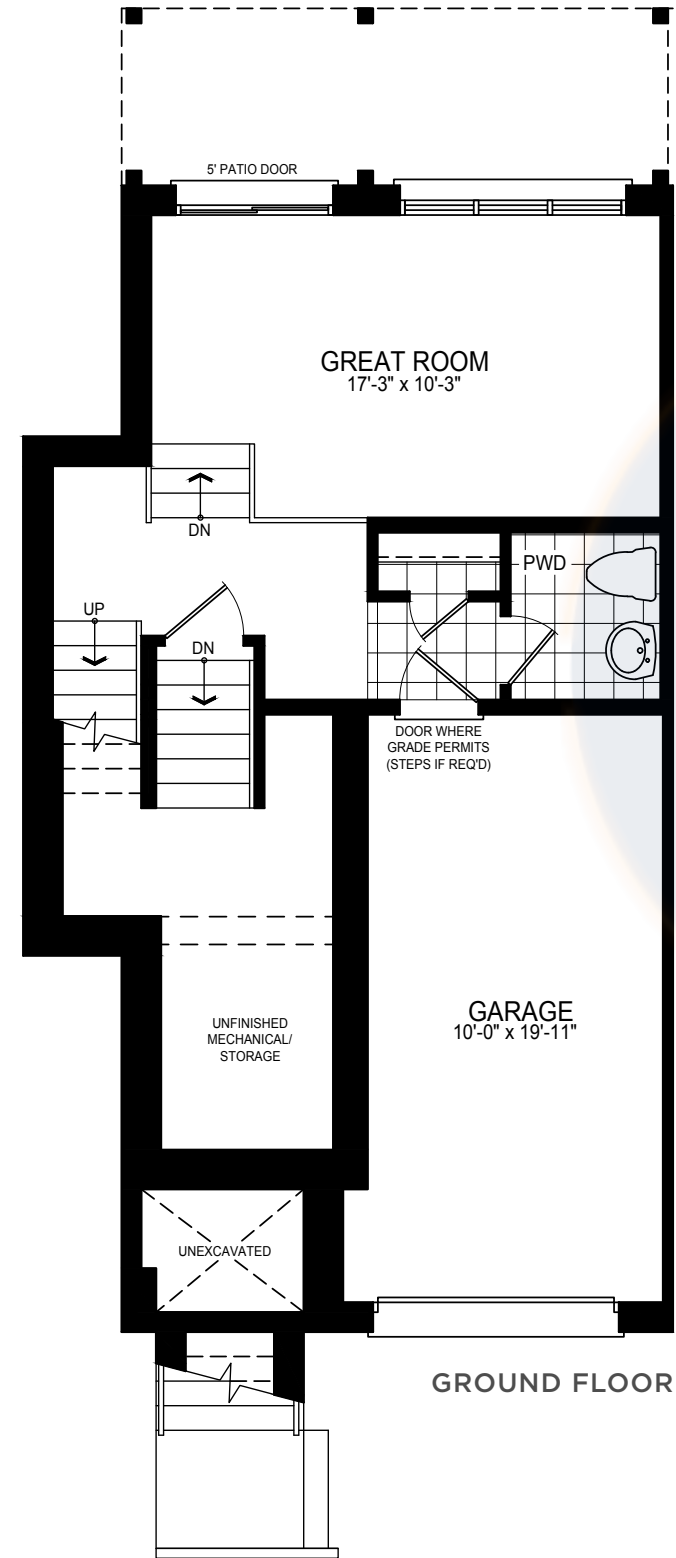 5' PATIO DOOR
GREAT ROOM
17'-3" x 10'-3"
DN
PWD
UP
DN
DOOR WHERE
GRADE PERMITS
(STEPS IF REQ'D)
GARAGE
10'-0" x 19'-11"
UNFINISHED
MECHANICAL/
STORAGE
UNEXCAVATED
GROUND FLOOR